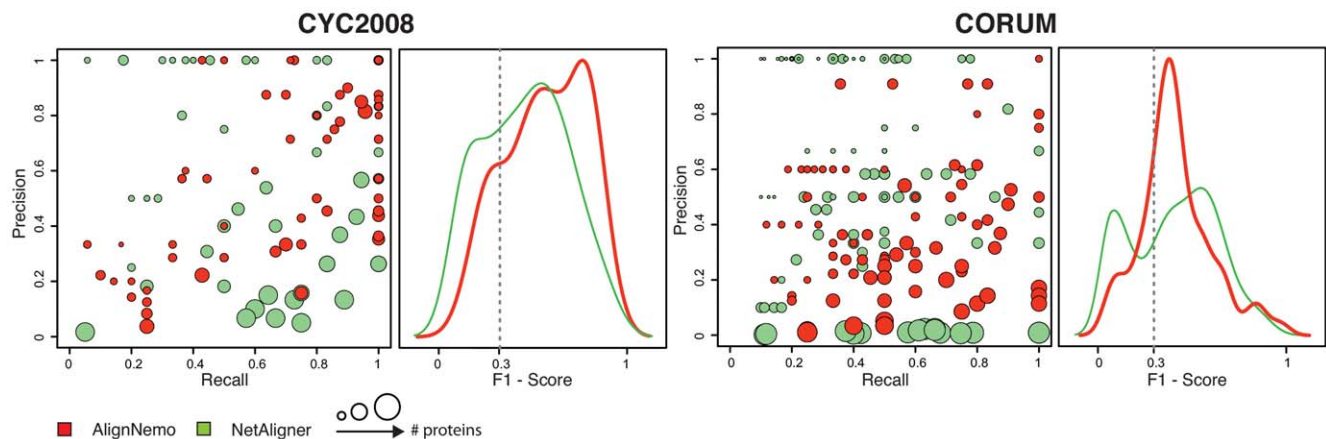 CYC2008
CORUM
Precision
1
0.8
0.6
0.4
0.2
0
0 0.2 0.4 0.6 0.8 1
Recall
0 0.3 1
F1 - Score
Precision
1
0.8
0.6
0.4
0.2
0
0 0.2 0.4 0.6 0.8 1
Recall
0 0.3 1
F1 - Score
AlignNemo NetAligner # proteins